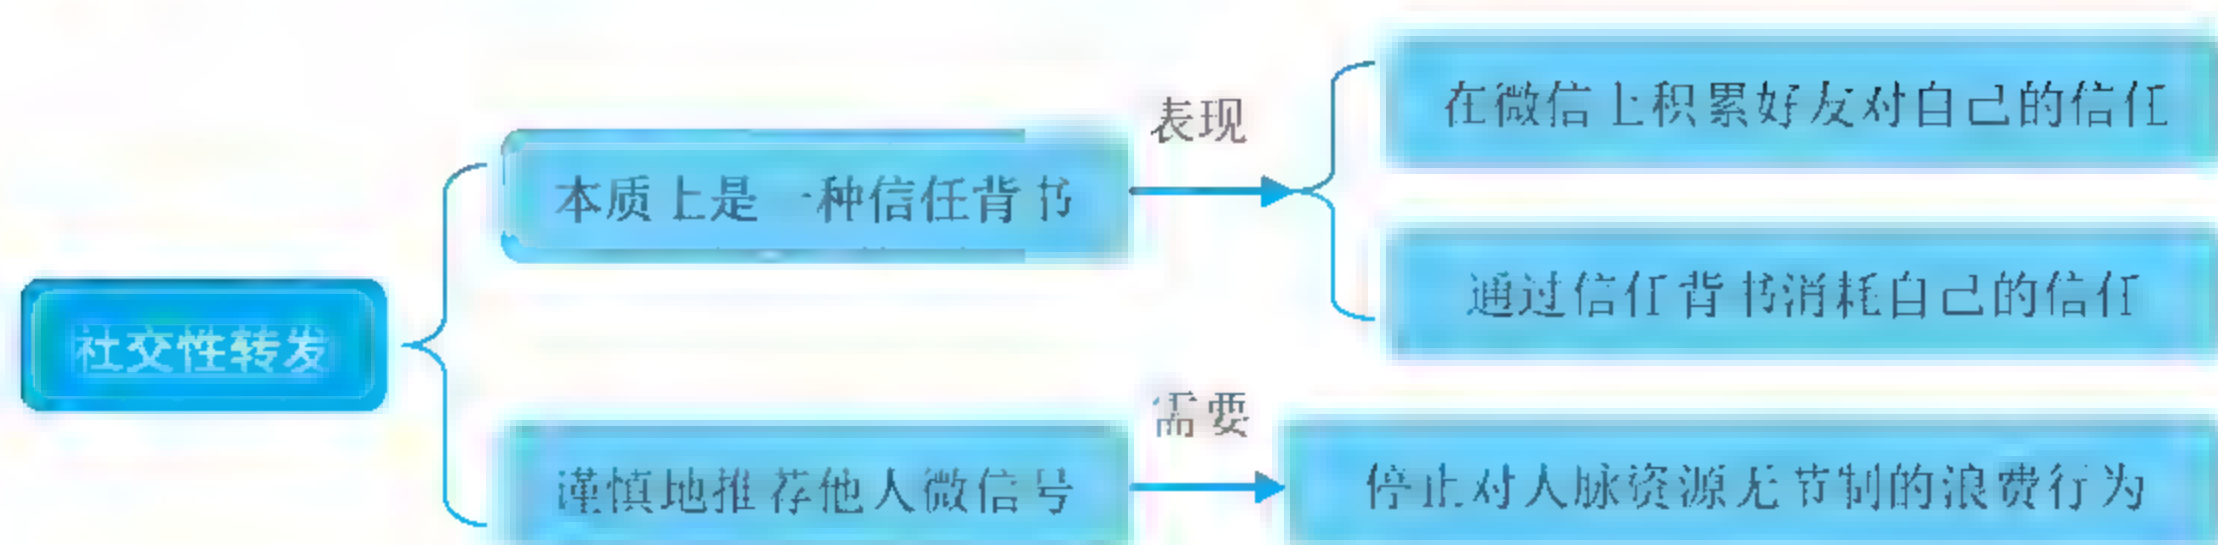 表现
在微信上积累好友对自己的信任
本质上是一种信任背书
通过信任背书消耗自己的信任
社交性转发
需要
谨慎地推荐他人微信号
停止对人脉资源无节制的浪费行为